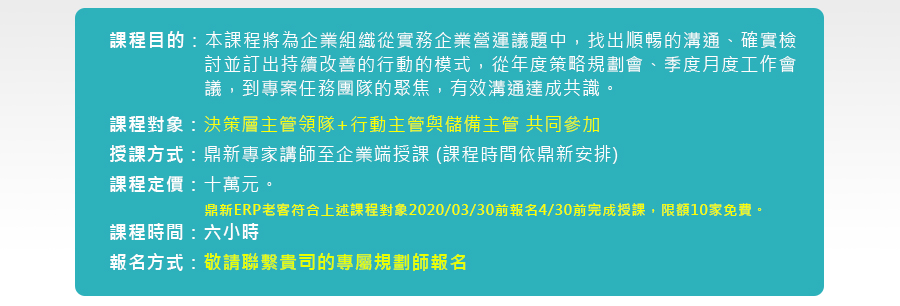 課程目的：本課程將為企業組織從實務企業營運議題中，找出順暢的溝通、確實檢
討並訂出持續改善的行動的模式，從年度策略規劃會、季度月度工作會
議，到專案任務團隊的聚焦，有效溝通達成共識。
課程對象：決策層主管領隊+行動主管與儲備主管 共同參加
授課方式：鼎新專家講師至企業端授課 (課程時間依鼎新安排)
課程定價：十萬元。
鼎新ERP老客符合上述課程對象2020/03/30前報名4/30前完成授課，限額10家免費。
課程時間：六小時
報名方式：敬請聯繫貴司的專屬規劃師報名